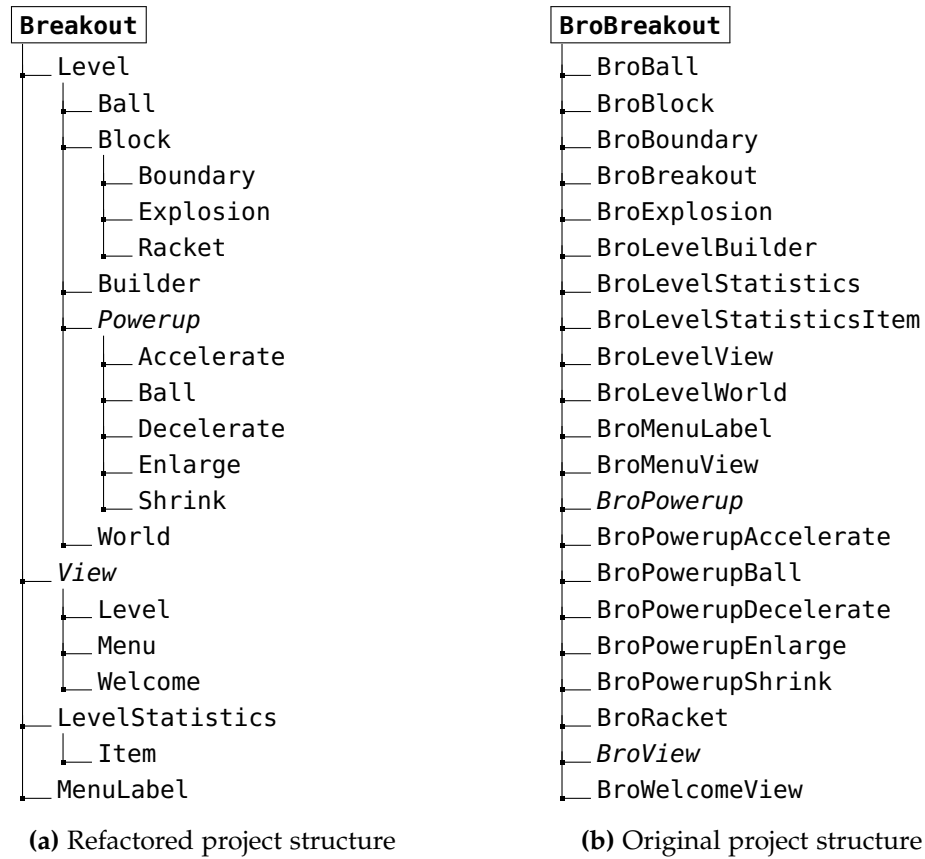 Breakout
Level
Ball
Block
Boundary
Explosion
Racket
Builder
Powerup
Accelerate
Ball
Decelerate
Enlarge
Shrink
World
View
Level
Menu
Welcome
LevelStatistics
Item
MenuLabel
(a) Refactored project structure
BroBreakout
BroBall
BroBlock
BroBoundary
BroBreakout
BroExplosion
BroLevelBuilder
BroLevelStatistics
BroLevelStatisticsItem
BroLevelView
BroLevelWorld
BroMenuLabel
BroMenuView
BroPowerup
BroPowerupAccelerate
BroPowerupBall
BroPowerupDecelerate
BroPowerupEnlarge
BroPowerupShrink
BroRacket
BroView
BroWelcomeView
(b) Original project structure